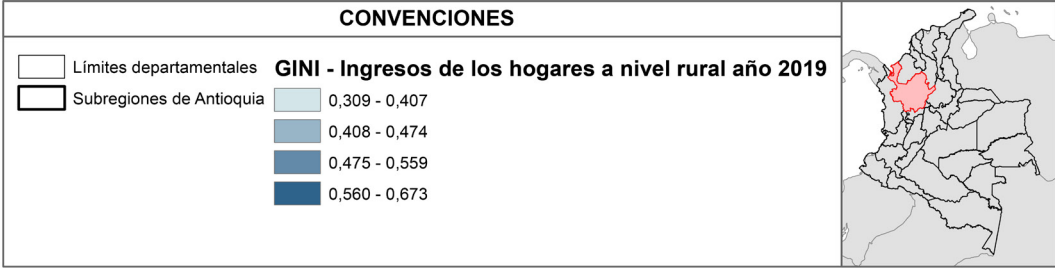 CONVENCIONES
Límites departamentales
Subregiones de Antioquia
GINI - Ingresos de los hogares a nivel rural año 2019
0,309 - 0,407
0,408 - 0,474
0,475 - 0,559
0,560 - 0,673